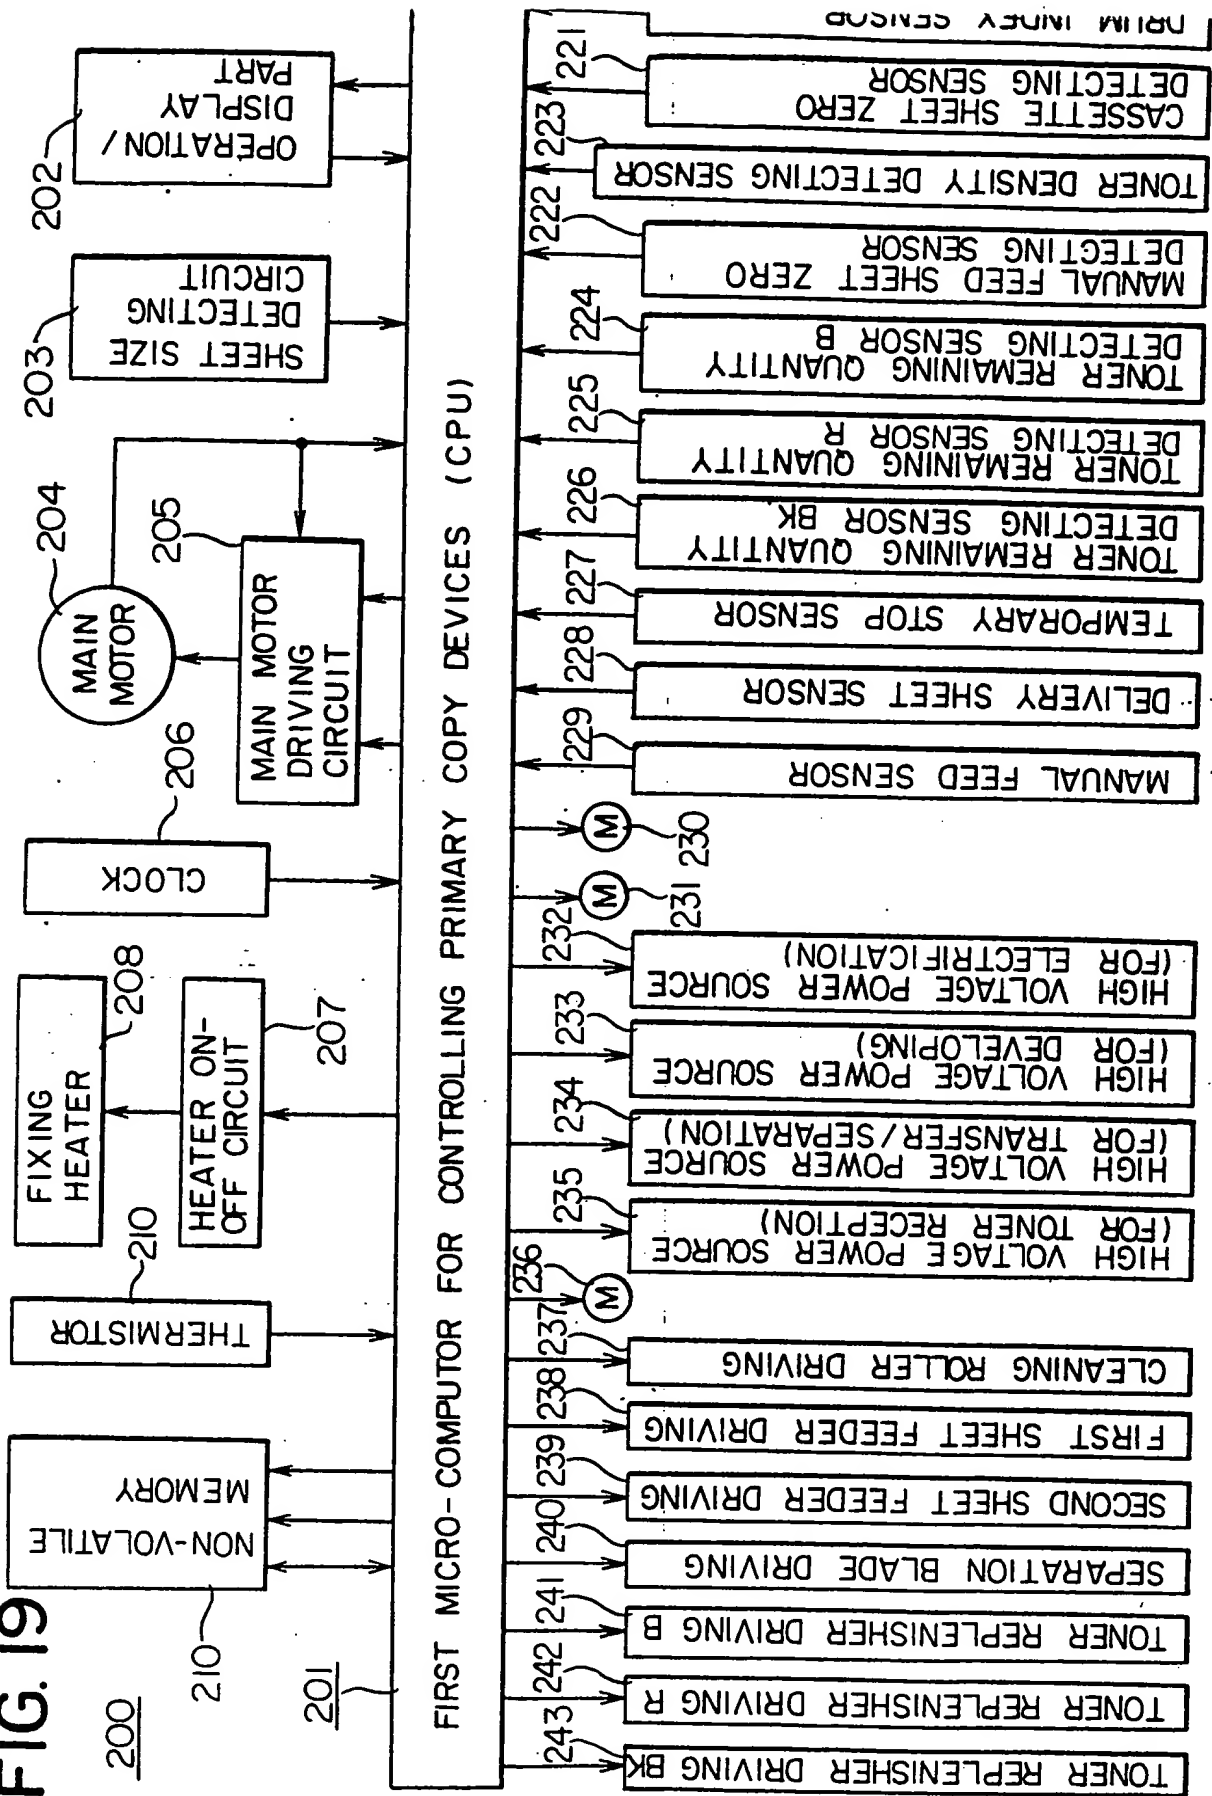 FIG. 19
200
210
NON-VOLATILE
MEMORY
210
THERMISTOR
208
FIXING
HEATER
207
HEATER ON-
OFF CIRCUIT
206
CLOCK
204
MAIN
MOTOR
205
MAIN MOTOR
DRIVING
CIRCUIT
203
SHEET SIZE
DETECTING
CIRCUIT
202
OPERATION/
DISPLAY
PART
201
FIRST MICRO-COMPUTOR FOR CONTROLLING PRIMARY COPY DEVICES (CPU)
243
TONER REPLENISHER DRIVING BK
242
TONER REPLENISHER DRIVING R
241
TONER REPLENISHER DRIVING B
240
SEPARATION BLADE DRIVING
239
SECOND SHEET FEEDER DRIVING
238
FIRST SHEET FEEDER DRIVING
237
CLEANING ROLLER DRIVING
236
M
235
HIGH VOLTAGE POWER SOURCE
(FOR TONER RECEPTION)
234
HIGH VOLTAGE POWER SOURCE
(FOR TRANSFER/SEPARATION)
233
HIGH VOLTAGE POWER SOURCE
(FOR DEVELOPING)
232
HIGH VOLTAGE POWER SOURCE
(FOR ELECTRIFICATION)
231
M
230
M
229
MANUAL FEED SENSOR
228
DELIVERY SHEET SENSOR
227
TEMPORARY STOP SENSOR
226
TONER REMAINING QUANTITY
DETECTING SENSOR BK
225
TONER REMAINING QUANTITY
DETECTING SENSOR R
224
TONER REMAINING QUANTITY
DETECTING SENSOR B
222
MANUAL FEED SHEET ZERO
DETECTING SENSOR
223
TONER DENSITY DETECTING SENSOR
221
CASSETTE SHEET ZERO
DETECTING SENSOR
DRUM INDEX SENSOR